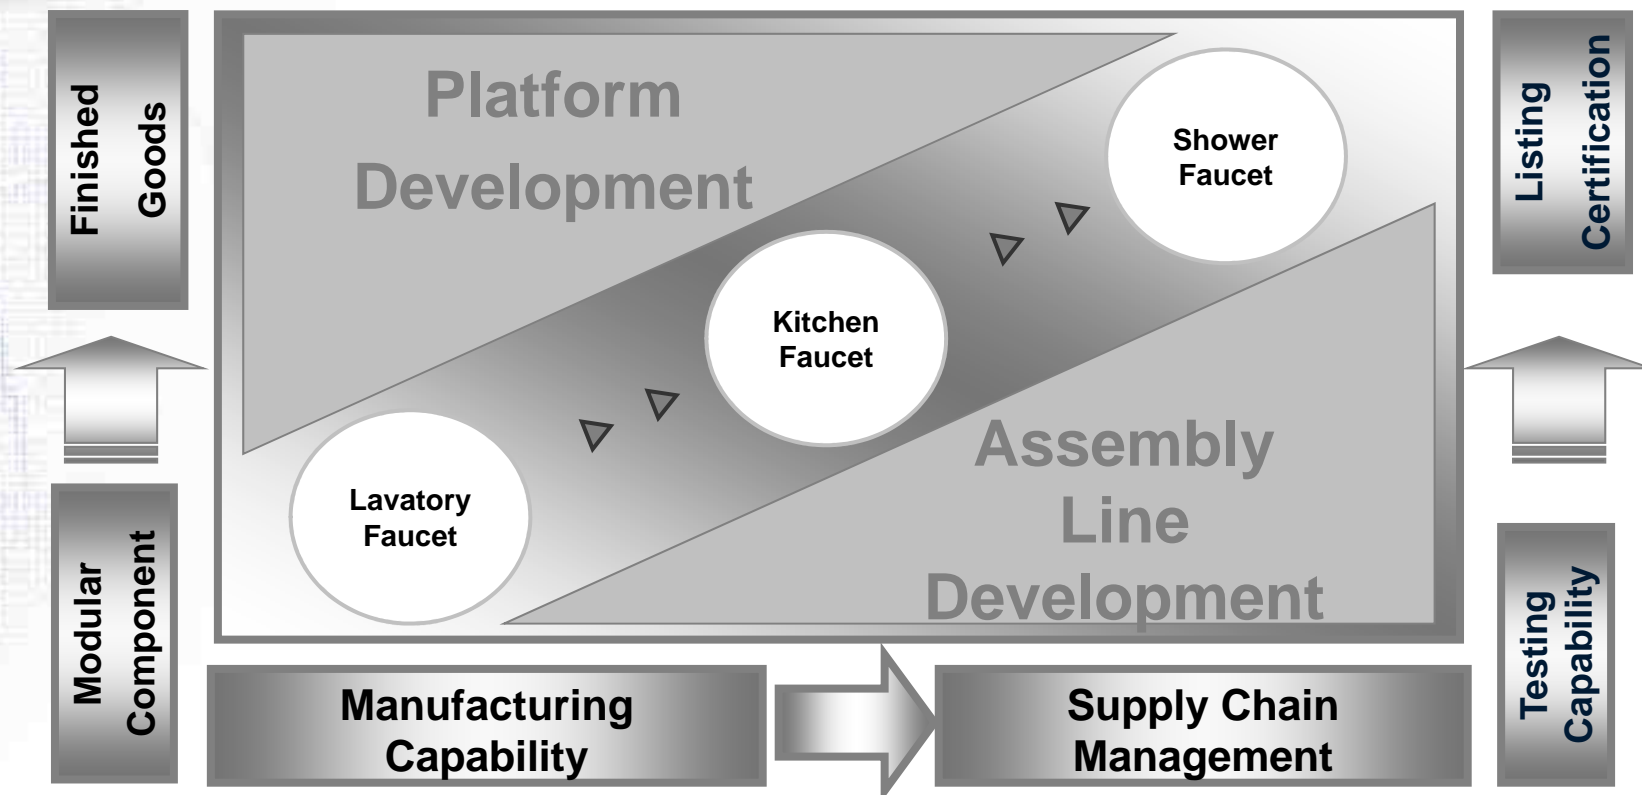 Finished
Goods
Modular
Component
Platform
Development
Shower
Faucet
Kitchen
Faucet
Lavatory
Faucet
Assembly
Line
Development
Listing
Certification
Testing
Capability
Manufacturing
Capability
Supply Chain
Management